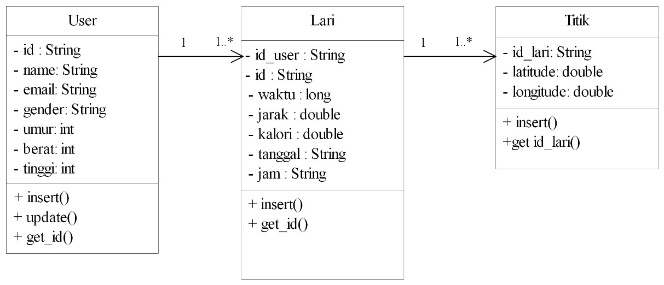 User
- id : String
- name: String
- email: String
- gender: String
- umur: int
- berat: int
- tinggi: int
+ insert()
+ update()
+ get_id()
1
1..*
Lari
- id_user : String
- id : String
- waktu : long
- jarak : double
- kalori : double
- tanggal : String
- jam : String
+ insert()
+ get_id()
1
1..*
Titik
- id_lari: String
- latitude: double
- longitude: double
+ insert()
+get id_lari()